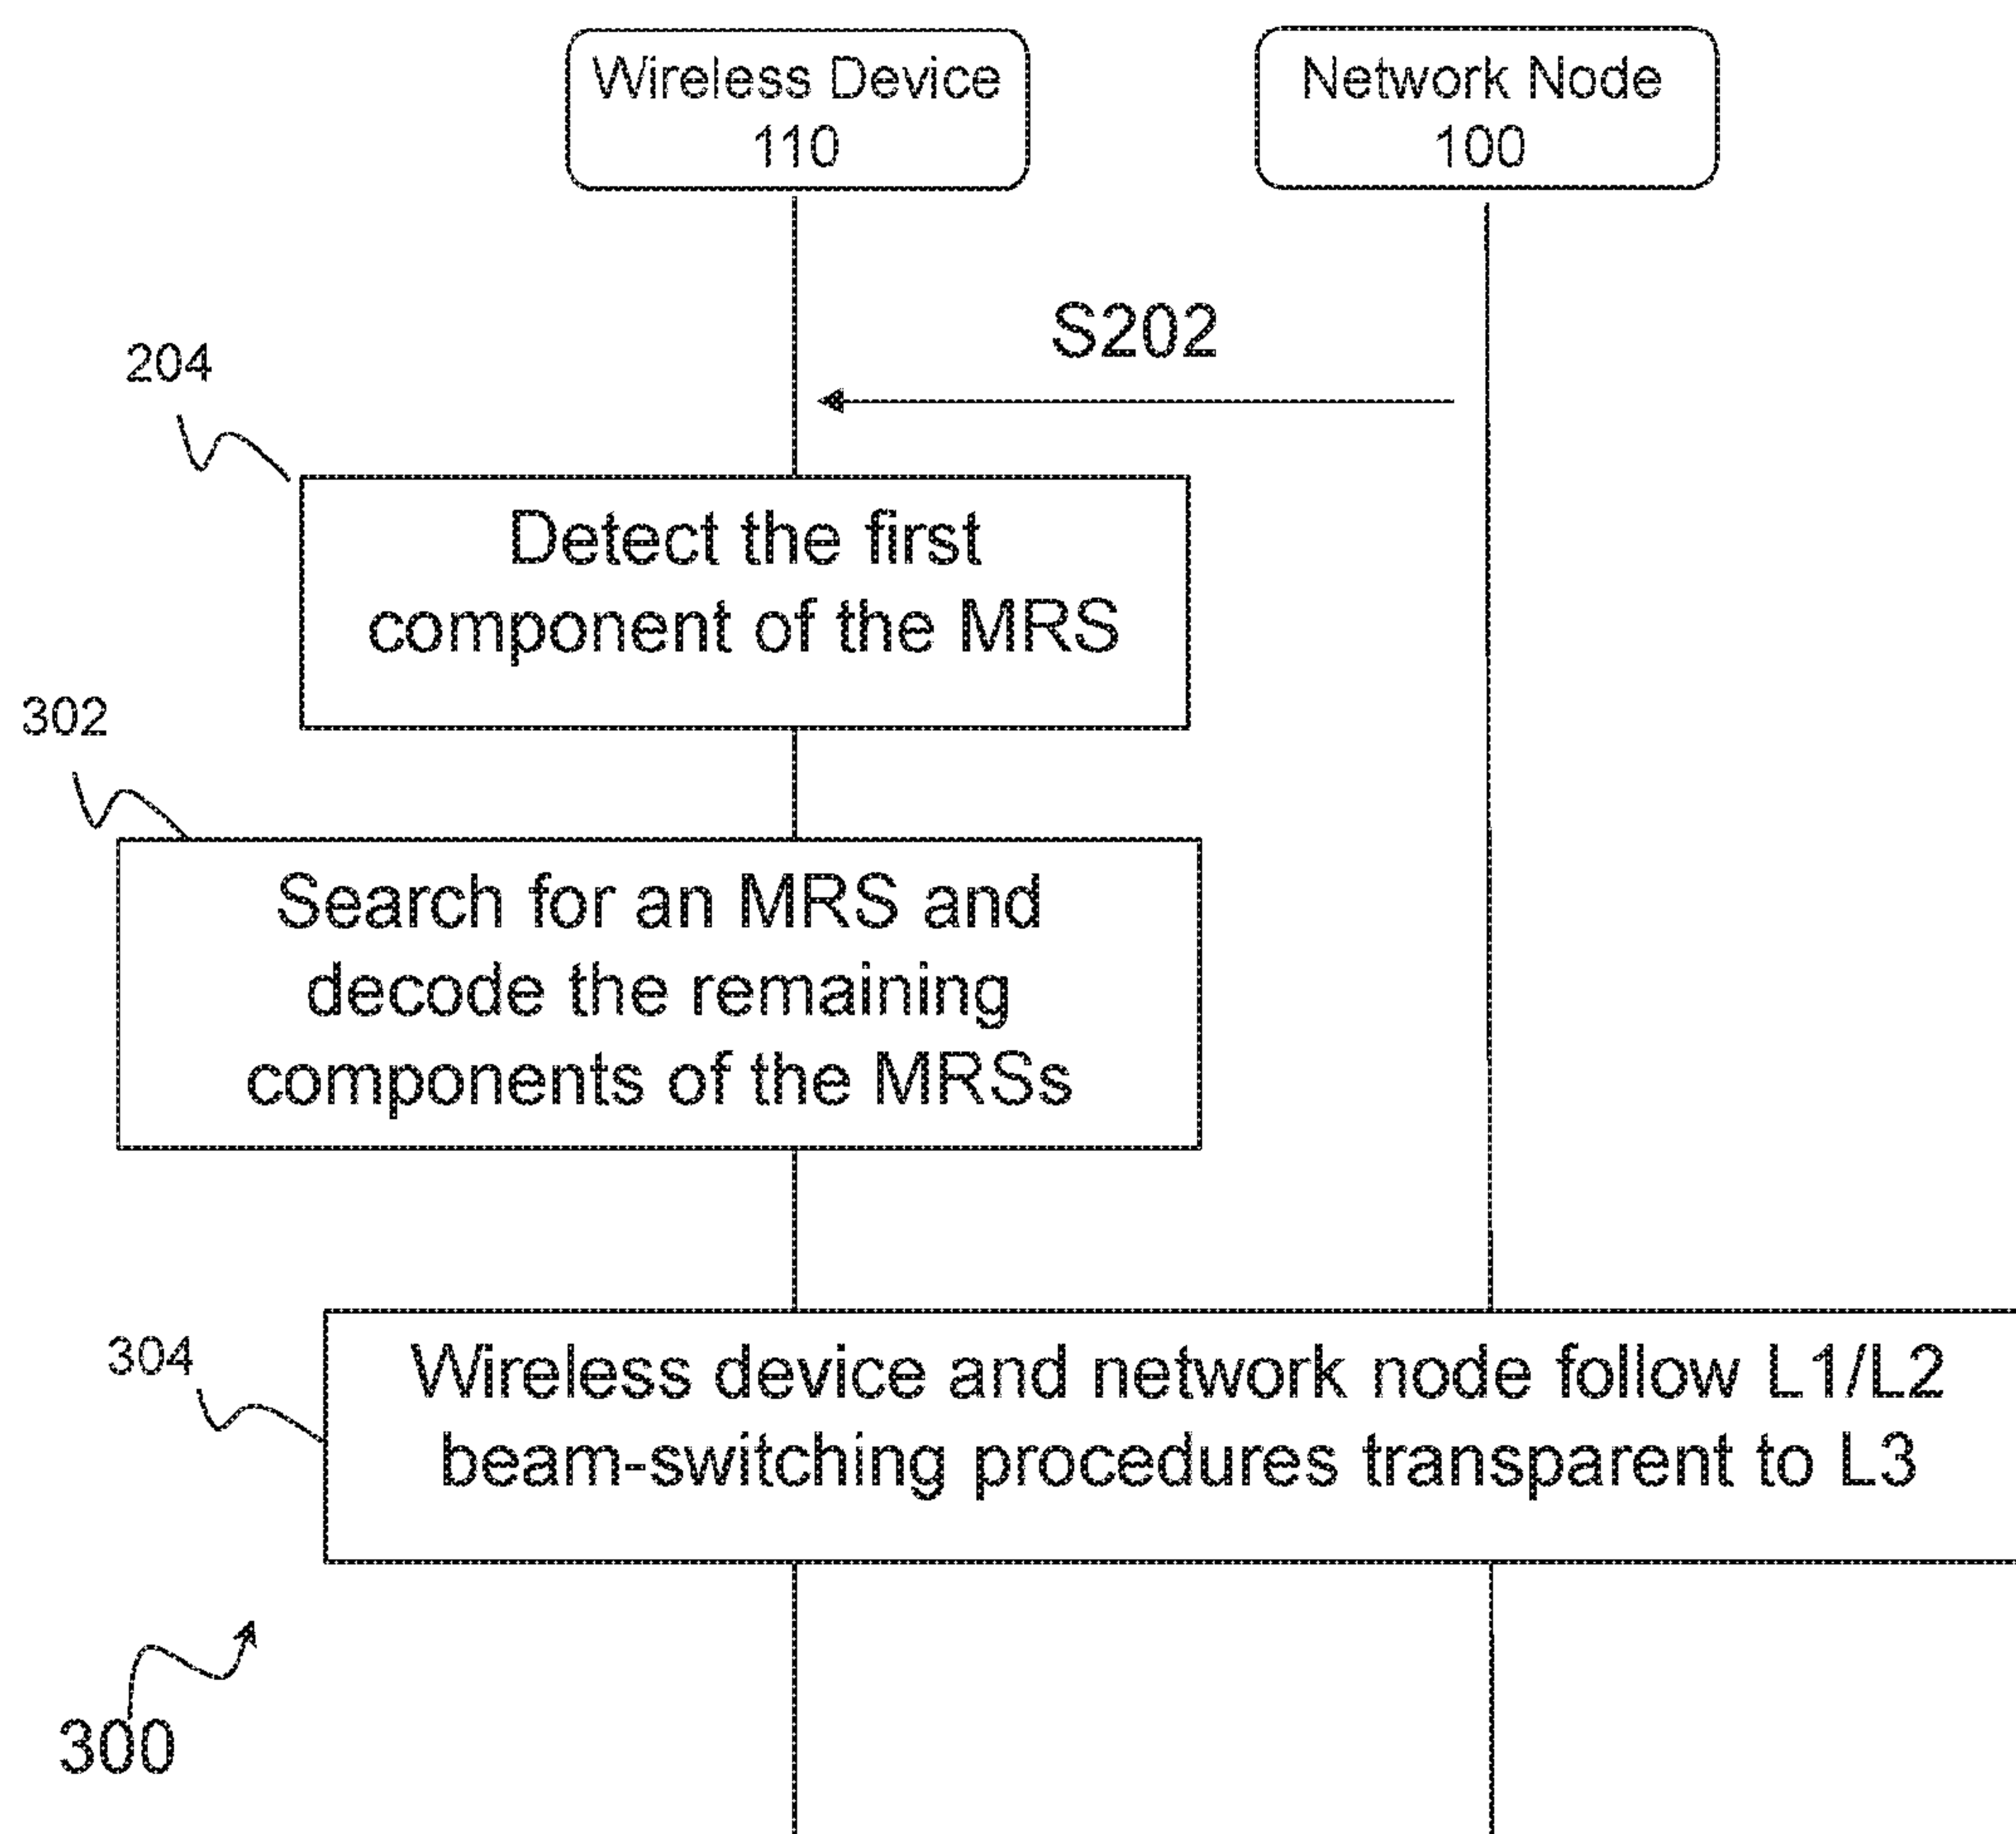 Wireless Device
110
Network Node
100
S202
204
Detect the first
component of the MRS
302
Search for an MRS and
decode the remaining
components of the MRSs
304
Wireless device and network node follow L1/L2
beam-switching procedures transparent to L3
300